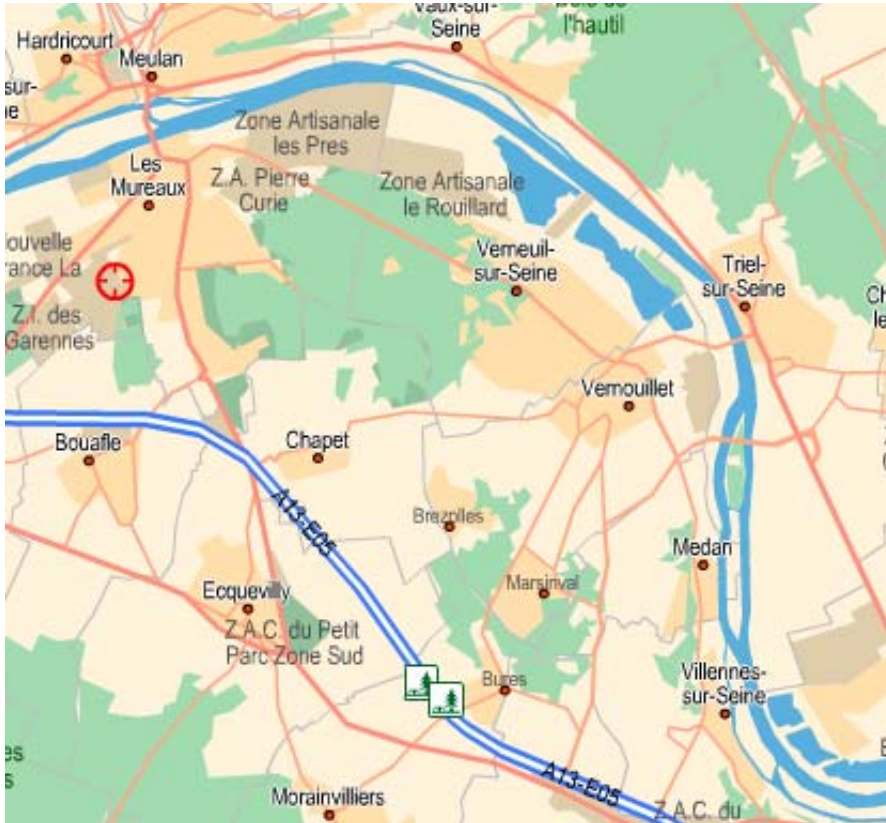 Vaux-sur-
Seine
l'hautil
Hardricourt
Meulan
sur-
Zone Artisanale
les Pres
Les
Mureaux
Z.A. Pierre
Curie
Zone Artisanale
le Rouillard
Verneuil-
sur-Seine
Triel-
sur-Seine
La
Z.I. des
Garennes
Vernouillet
Bouafle
Chapet
A13-E05
Brezolles
Medan
Marsinval
Ecquevilly
Z.A.C. du Petit
Parc Zone Sud
Bures
Villennes-
sur-Seine
A13-E05
Morainvilliers
Z.A.C. du